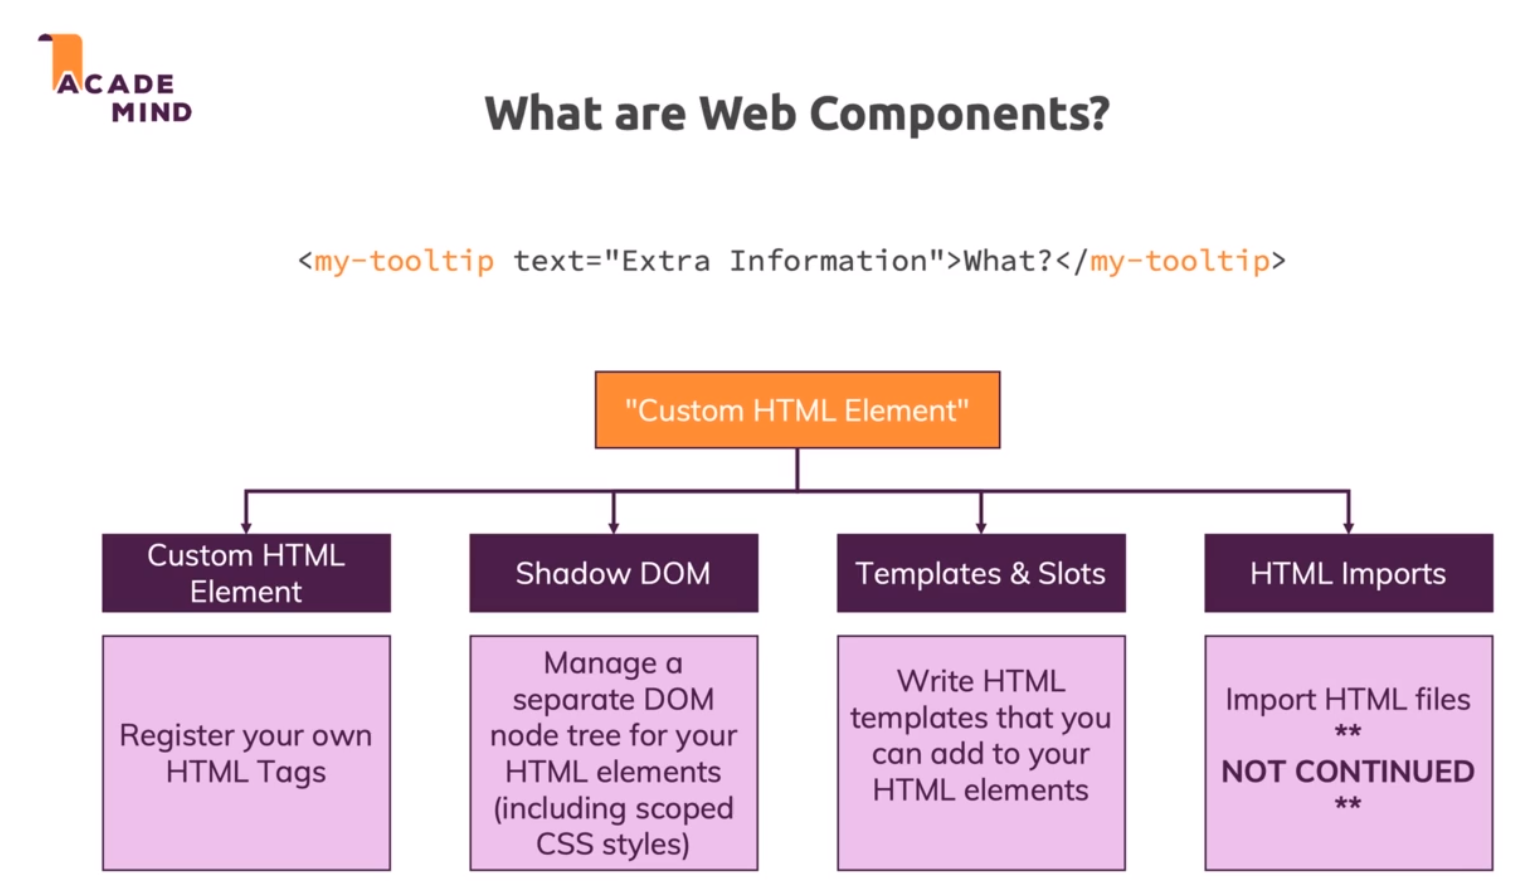 ACADE
MIND
What are Web Components?
<my-tooltip text="Extra Information">What?</my-tooltip>
"Custom HTML Element"
Custom HTML
Element
Shadow DOM
Templates & Slots
HTML Imports
Register your own
HTML Tags
Manage a
separate DOM
node tree for your
HTML elements
(including scoped
CSS styles)
Write HTML
templates that you
can add to your
HTML elements
Import HTML files
**
NOT CONTINUED
**